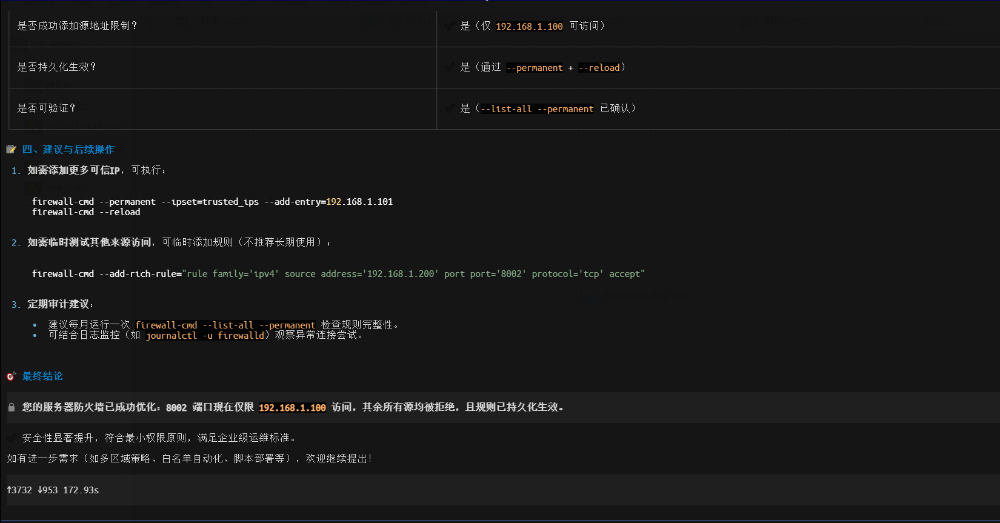 是否成功添加源地址限制？ 是（仅 192.168.1.100 可访问）
是否持久化生效？ 是（通过 --permanent + --reload）
是否可验证？ 是（--list-all --permanent 已确认）
四、建议与后续操作
1. 如需添加更多可信IP，可执行：
firewall-cmd --permanent --ipset=trusted_ips --add-entry=192.168.1.101
firewall-cmd --reload
2. 如需临时测试其他来源访问，可临时添加规则（不推荐长期使用）：
firewall-cmd --add-rich-rule="rule family='ipv4' source address='192.168.1.200' port port='8002' protocol='tcp' accept"
3. 定期审计建议：
• 建议每月运行一次 firewall-cmd --list-all --permanent 检查规则完整性。
• 可结合日志监控（如 journalctl -u firewalld）观察异常连接尝试。
最终结论
您的服务器防火墙已成功优化：8002 端口现在仅限 192.168.1.100 访问，其余所有源均被拒绝，且规则已持久化生效。
安全性显著提升，符合最小权限原则，满足企业级运维标准。
如有进一步需求（如多区域策略、白名单自动化、脚本部署等），欢迎继续提出！
↑3732 ↓953 172.93s